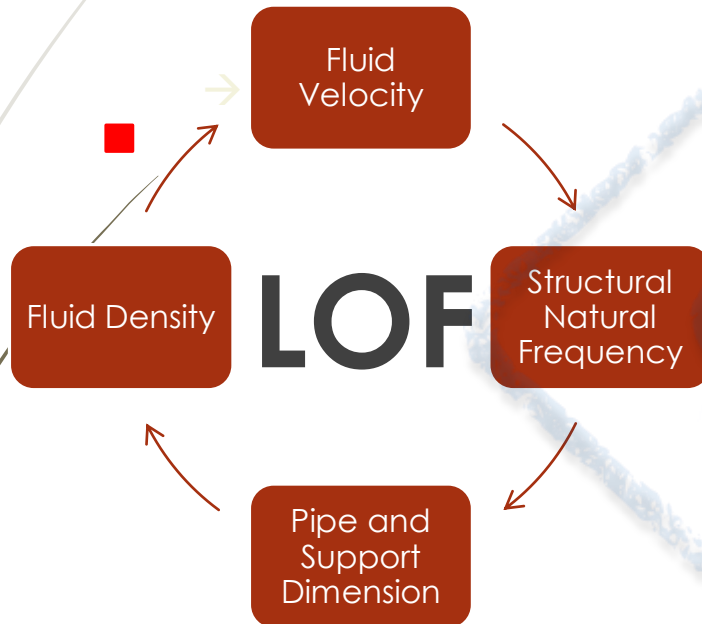 Fluid
Velocity
Fluid Density
LOF
Structural
Natural
Frequency
Pipe and
Support
Dimension